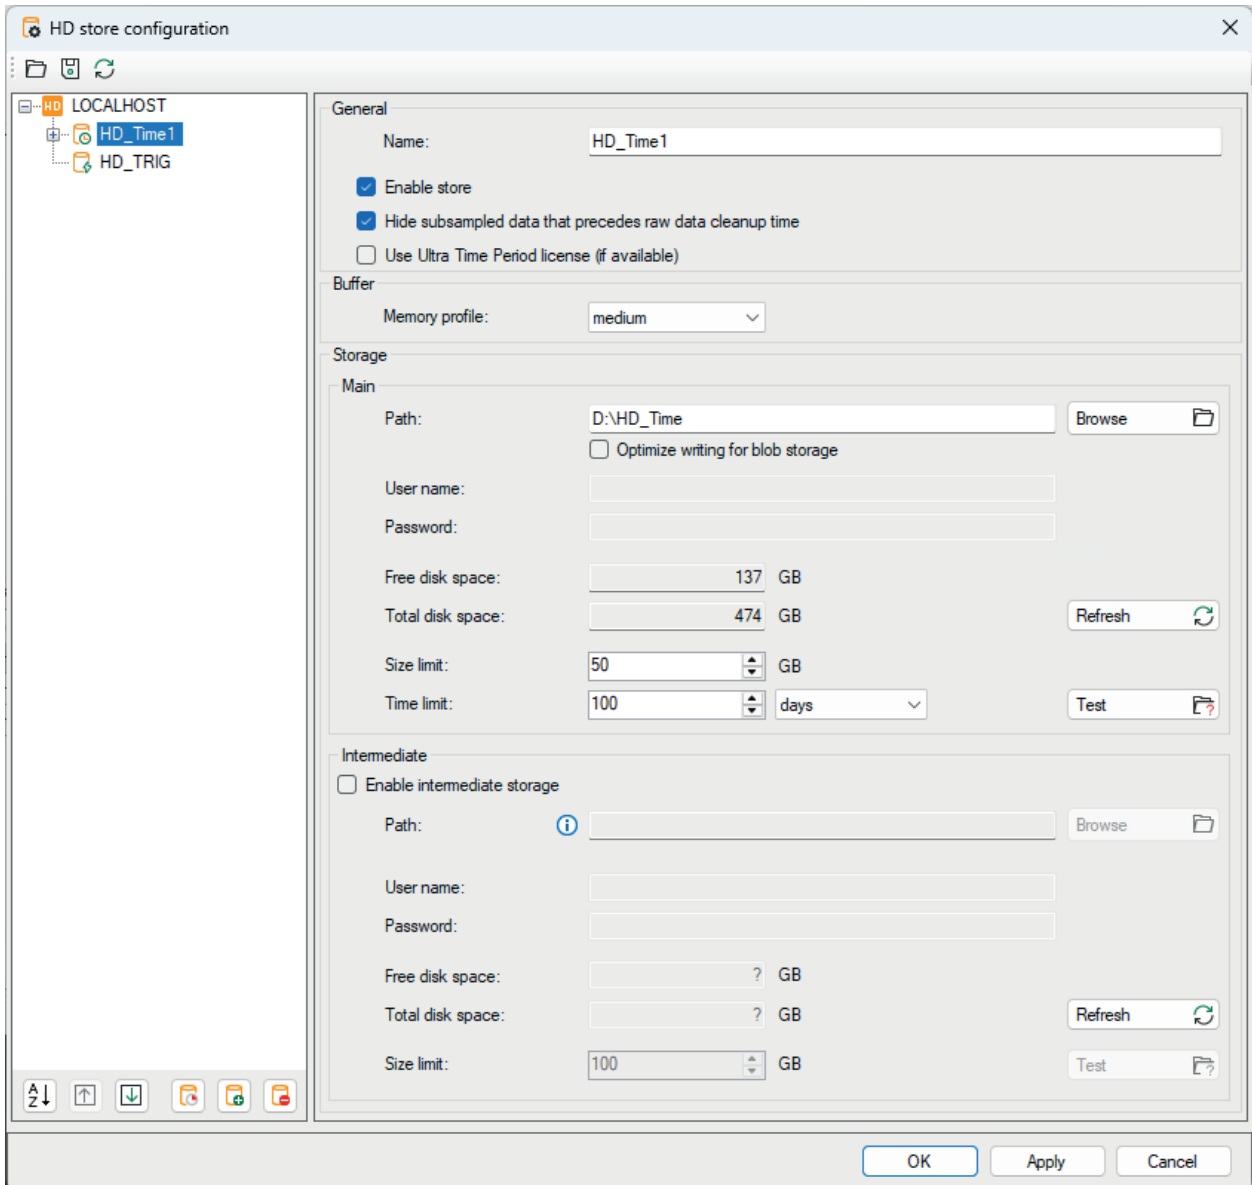 HD store configuration
HD LOCALHOST
HD_Time1
HD_TRIG
General
Name: HD_Time1
Enable store
Hide subsampled data that precedes raw data cleanup time
Use Ultra Time Period license (if available)
Buffer
Memory profile: medium
Storage
Main
Path: D:\HD_Time Browse
Optimize writing for blob storage
User name:
Password:
Free disk space: 137 GB
Total disk space: 474 GB Refresh
Size limit: 50 GB
Time limit: 100 days Test
Intermediate
Enable intermediate storage
Path: Browse
User name:
Password:
Free disk space: ? GB
Total disk space: ? GB Refresh
Size limit: 100 GB Test
OK Apply Cancel